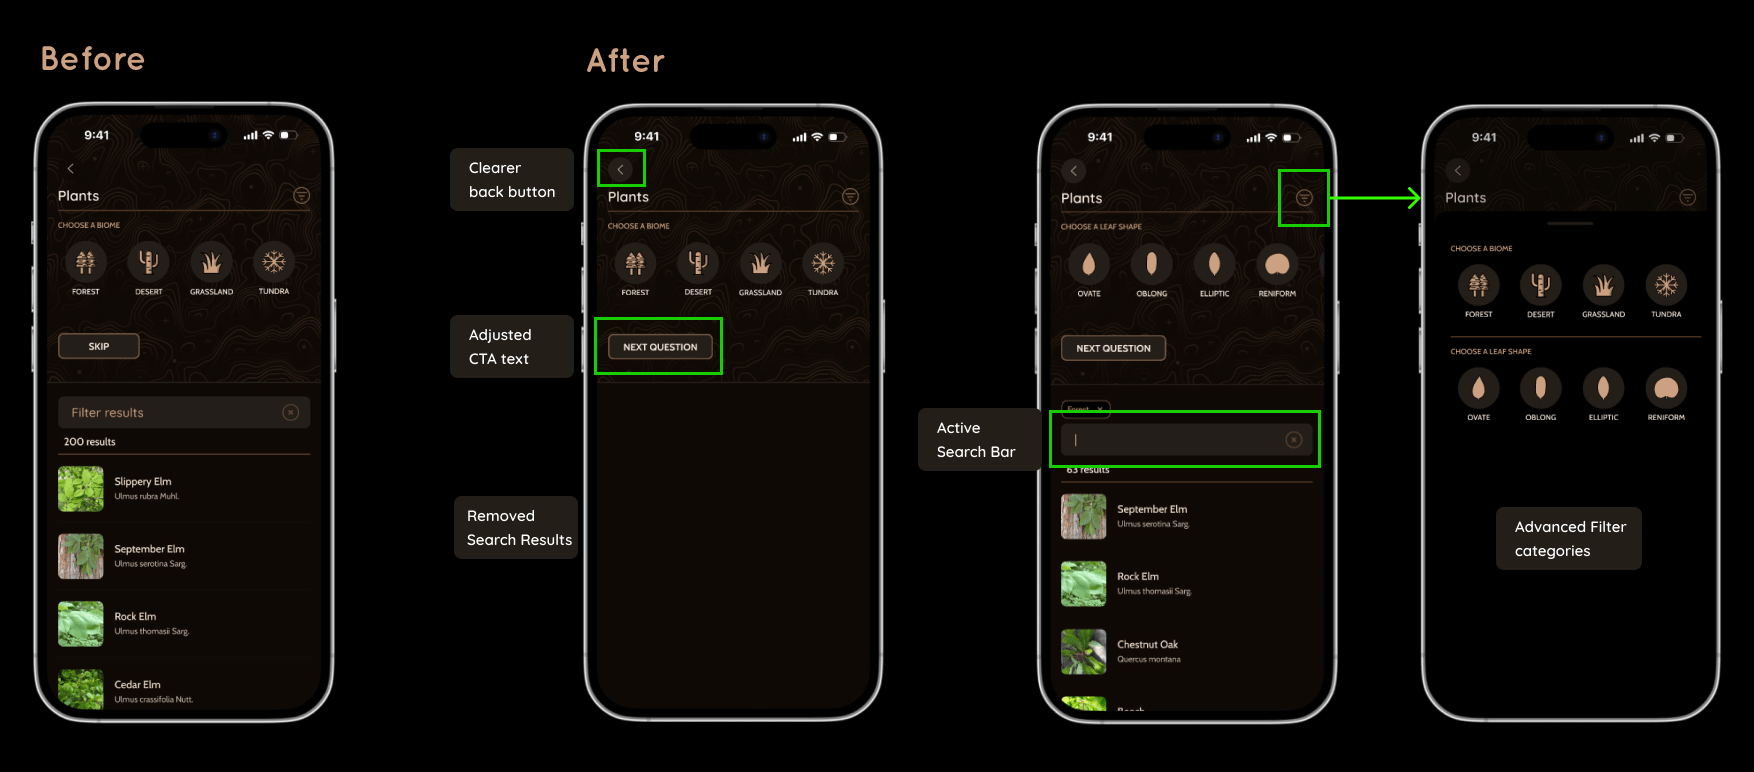 Before
After
9:41
Plants
CHOOSE A BIOME
FOREST
DESERT
GRASSLAND
TUNDRA
SKIP
Filter results
200 results
Slippery Elm
Ulmus rubra Muhl.
September Elm
Ulmus serotina Sarg.
Rock Elm
Ulmus thomasii Sarg.
Cedar Elm
Ulmus crassifolia Nutt.
Clearer
back button
Adjusted
CTA text
Removed
Search Results
9:41
Plants
CHOOSE A BIOME
FOREST
DESERT
GRASSLAND
TUNDRA
NEXT QUESTION
Active
Search Bar
9:41
Plants
CHOOSE A LEAF SHAPE
OVATE
OBLONG
ELLIPTIC
RENIFORM
NEXT QUESTION
Forest
63 results
September Elm
Ulmus serotina Sarg.
Rock Elm
Ulmus thomasii Sarg.
Chestnut Oak
Quercus montana
9:41
Plants
CHOOSE A BIOME
FOREST
DESERT
GRASSLAND
TUNDRA
CHOOSE A LEAF SHAPE
OVATE
OBLONG
ELLIPTIC
RENIFORM
Advanced Filter
categories